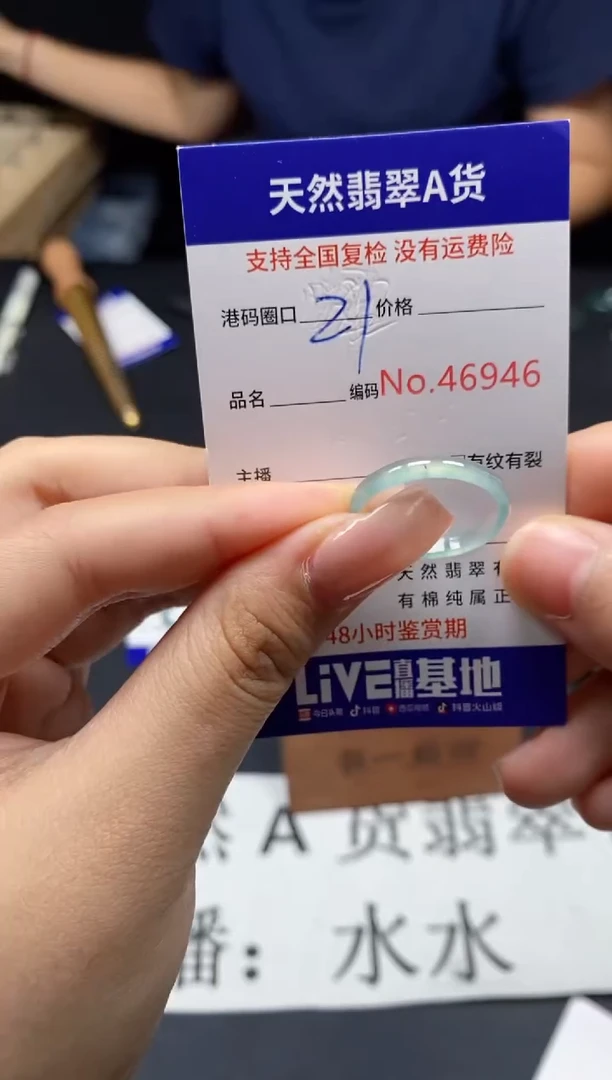 天然翡翠A货
支持全国复检 没有运费险
港码圈口 21 价格
品名 编码No.46946
主播 有纹有裂
天然翡翠
有棉纯属正
48小时鉴赏期
LIVE直播基地
今日头条 抖音 西瓜视频 抖音火山版
A货翡翠
播：水水